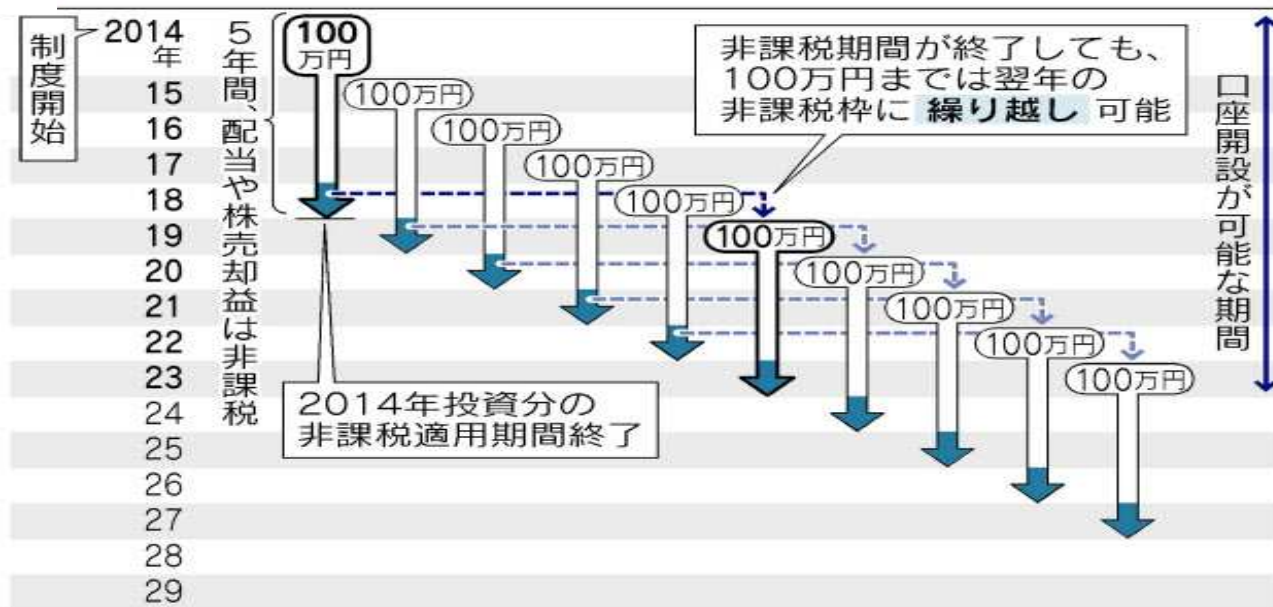 制度開始
2014
年
15
16
17
18
19
20
21
22
23
24
25
26
27
28
29
5年間、配当や株売却益は非課税
100
万円
100万円
100万円
100万円
100万円
100万円
100万円
100万円
100万円
100万円
非課税期間が終了しても、
100万円までは翌年の
非課税枠に 繰り越し 可能
2014年投資分の
非課税適用期間終了
口座開設が可能な期間